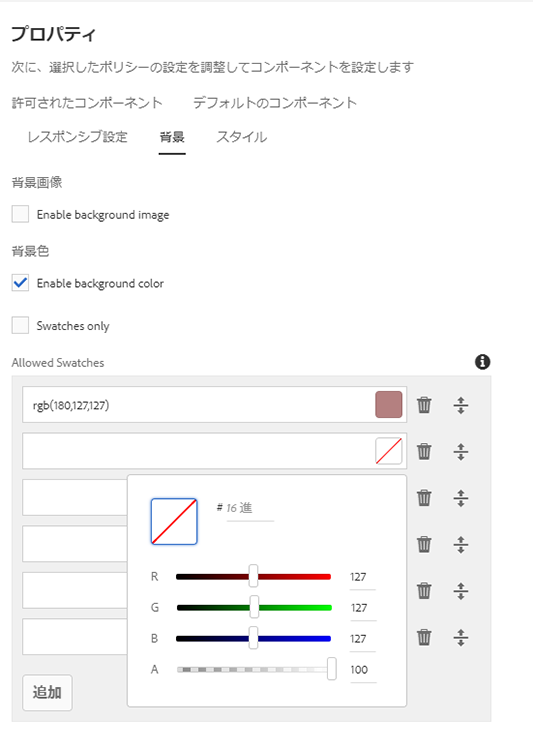 プロパティ
次に、選択したポリシーの設定を調整してコンポーネントを設定します
許可されたコンポーネント デフォルトのコンポーネント
レスポンシブ設定 背景 スタイル
背景画像
Enable background image
背景色
Enable background color
Swatches only
Allowed Swatches
rgb(180,127,127)
# 16 進
R 127
G 127
B 127
A 100
追加